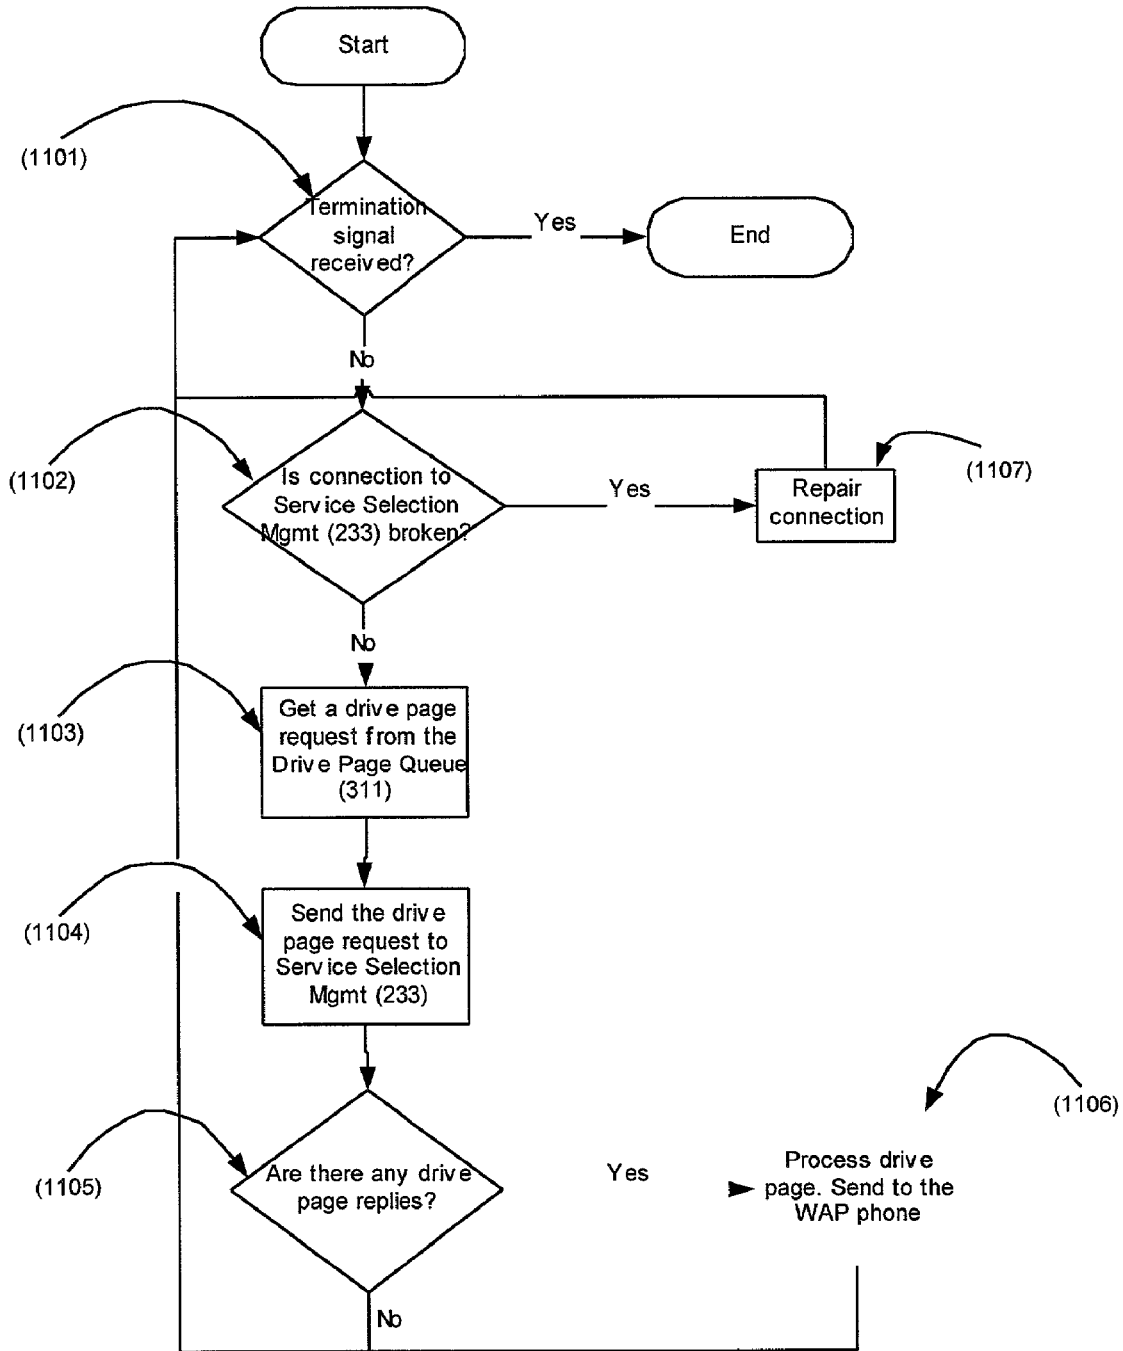 Start
(1101)
Termination
signal
received?
Yes
End
No
(1102)
Is connection to
Service Selection
Mgmt (233) broken?
Yes
Repair
connection
(1107)
No
(1103)
Get a drive page
request from the
Drive Page Queue
(311)
(1104)
Send the drive
page request to
Service Selection
Mgmt (233)
(1106)
(1105)
Are there any drive
page replies?
Yes
Process drive
page. Send to the
WAP phone
No